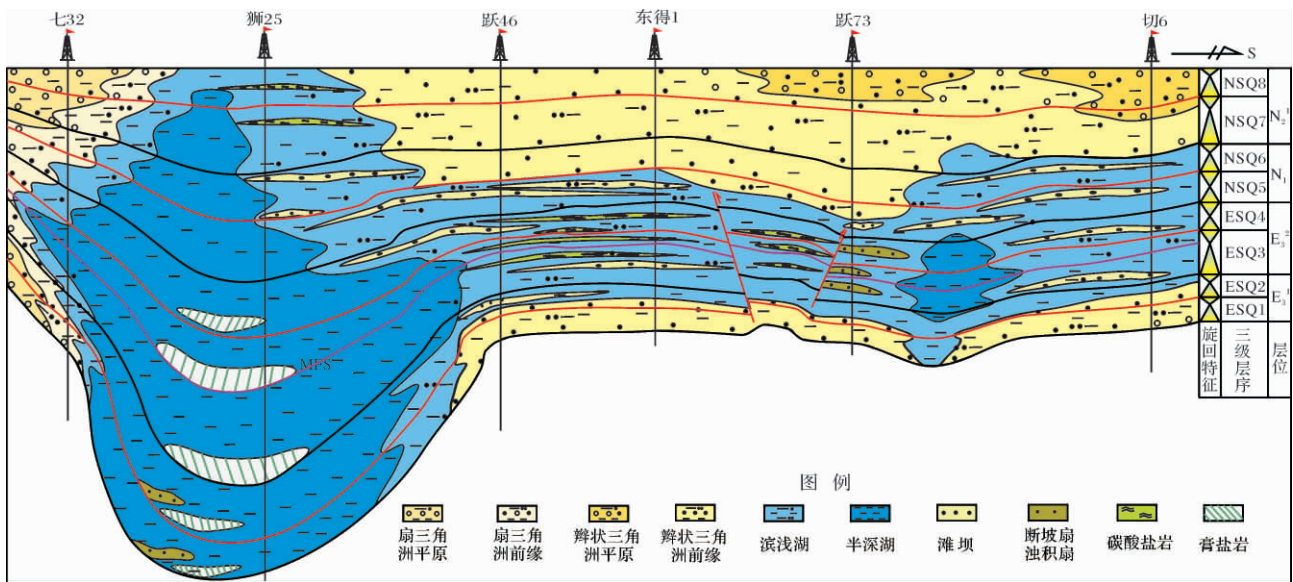 七32
狮25
跃46
东得1
跃73
切6
S
NSQ8
NSQ7
NSQ6
NSQ5
ESQ4
ESQ3
ESQ2
ESQ1
N₂¹
N₁
E₃²
E₃¹
旋回特征
三级层序
层位
MFS
图 例
扇三角洲平原
扇三角洲前缘
辫状三角洲平原
辫状三角洲前缘
滨浅湖
半深湖
滩坝
断坡扇浊积扇
碳酸盐岩
膏盐岩